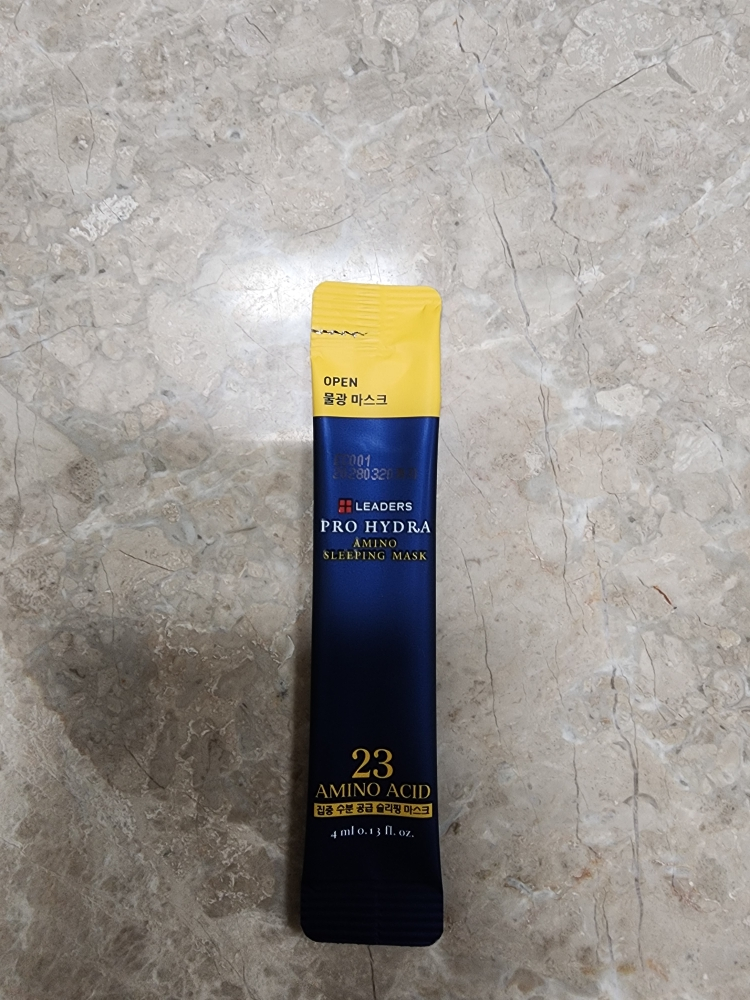 OPEN
물광 마스크
LEADERS
PRO HYDRA
AMINO
SLEEPING MASK
23
AMINO ACID
집중 수분 공급 슬리핑 마스크
4 ml 0.13 fl. oz.